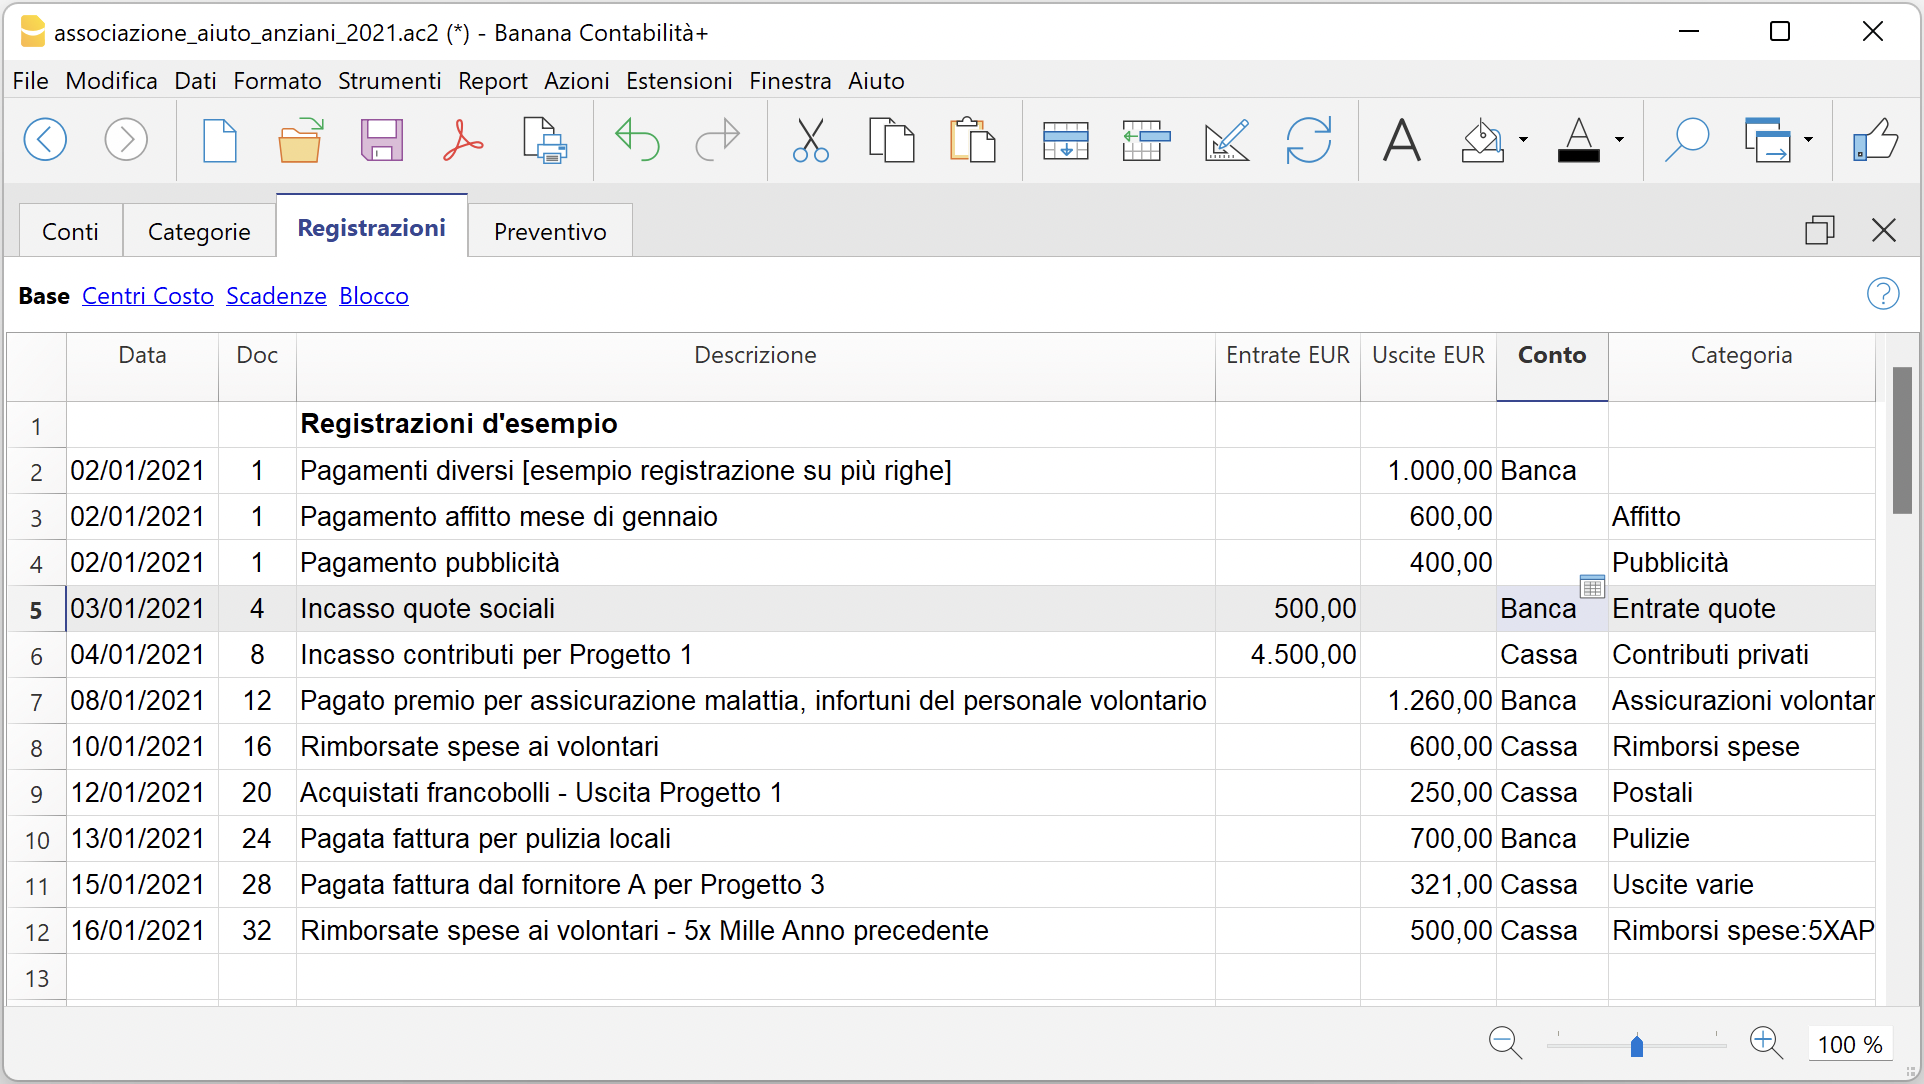 associazione_aiuto_anziani_2021.ac2 (*) - Banana Contabilità+
File Modifica Dati Formato Strumenti Report Azioni Estensioni Finestra Aiuto
Conti Categorie Registrazioni Preventivo
Base Centri Costo Scadenze Blocco
Data Doc Descrizione Entrate EUR Uscite EUR Conto Categoria
1 Registrazioni d'esempio
2 02/01/2021 1 Pagamenti diversi [esempio registrazione su più righe] 1.000,00 Banca
3 02/01/2021 1 Pagamento affitto mese di gennaio 600,00 Affitto
4 02/01/2021 1 Pagamento pubblicità 400,00 Pubblicità
5 03/01/2021 4 Incasso quote sociali 500,00 Banca Entrate quote
6 04/01/2021 8 Incasso contributi per Progetto 1 4.500,00 Cassa Contributi privati
7 08/01/2021 12 Pagato premio per assicurazione malattia, infortuni del personale volontario 1.260,00 Banca Assicurazioni volontar
8 10/01/2021 16 Rimborsate spese ai volontari 600,00 Cassa Rimborsi spese
9 12/01/2021 20 Acquistati francobolli - Uscita Progetto 1 250,00 Cassa Postali
10 13/01/2021 24 Pagata fattura per pulizia locali 700,00 Banca Pulizie
11 15/01/2021 28 Pagata fattura dal fornitore A per Progetto 3 321,00 Cassa Uscite varie
12 16/01/2021 32 Rimborsate spese ai volontari - 5x Mille Anno precedente 500,00 Cassa Rimborsi spese:5XAP
13
100 %